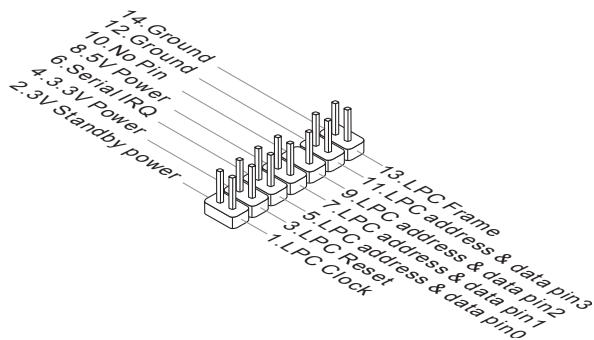 14.Ground
12.Ground
10.No Pin
8.5V Power
6.Serial IRQ
4.3.3V Power
2.3V Standby power
13.LPC Frame
11.LPC address & data pin3
9.LPC address & data pin2
7.LPC address & data pin1
5.LPC address & data pin0
3.LPC Reset
1.LPC Clock